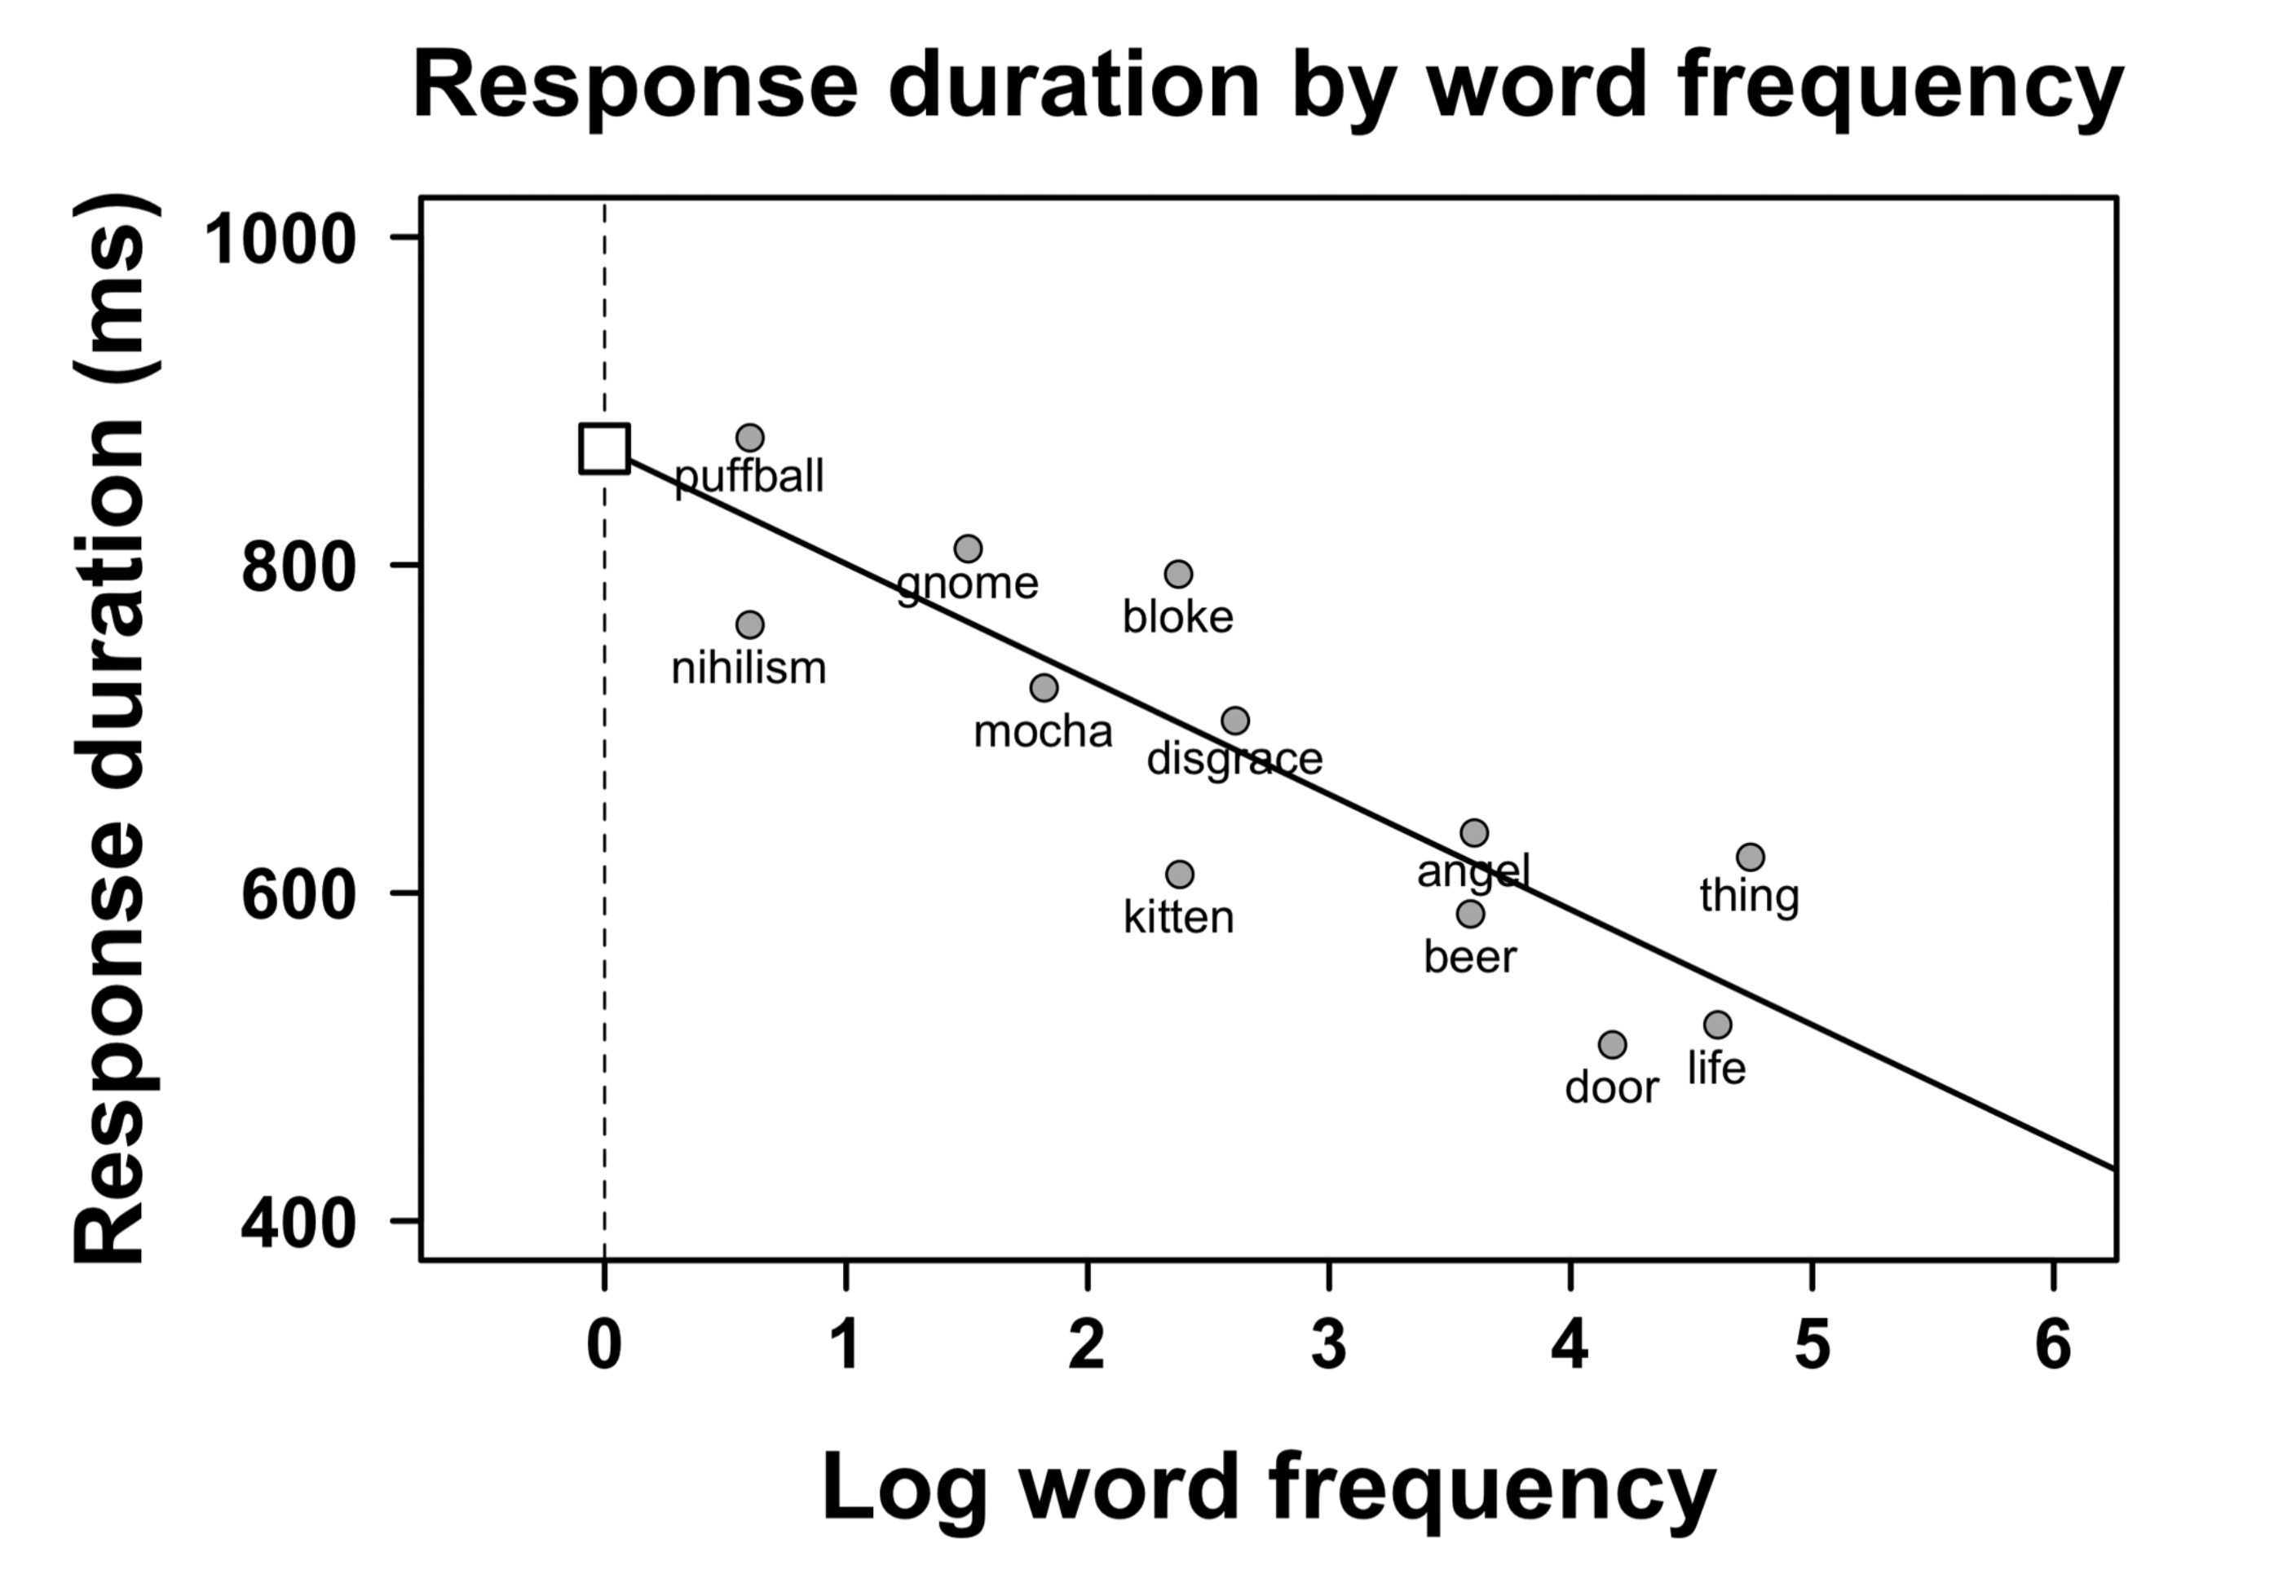 Response duration by word frequency
Response duration (ms)
1000
800
600
400
puffball
gnome
bloke
nihilism
mocha
disgrace
angel
thing
kitten
beer
life
door
0 1 2 3 4 5 6
Log word frequency